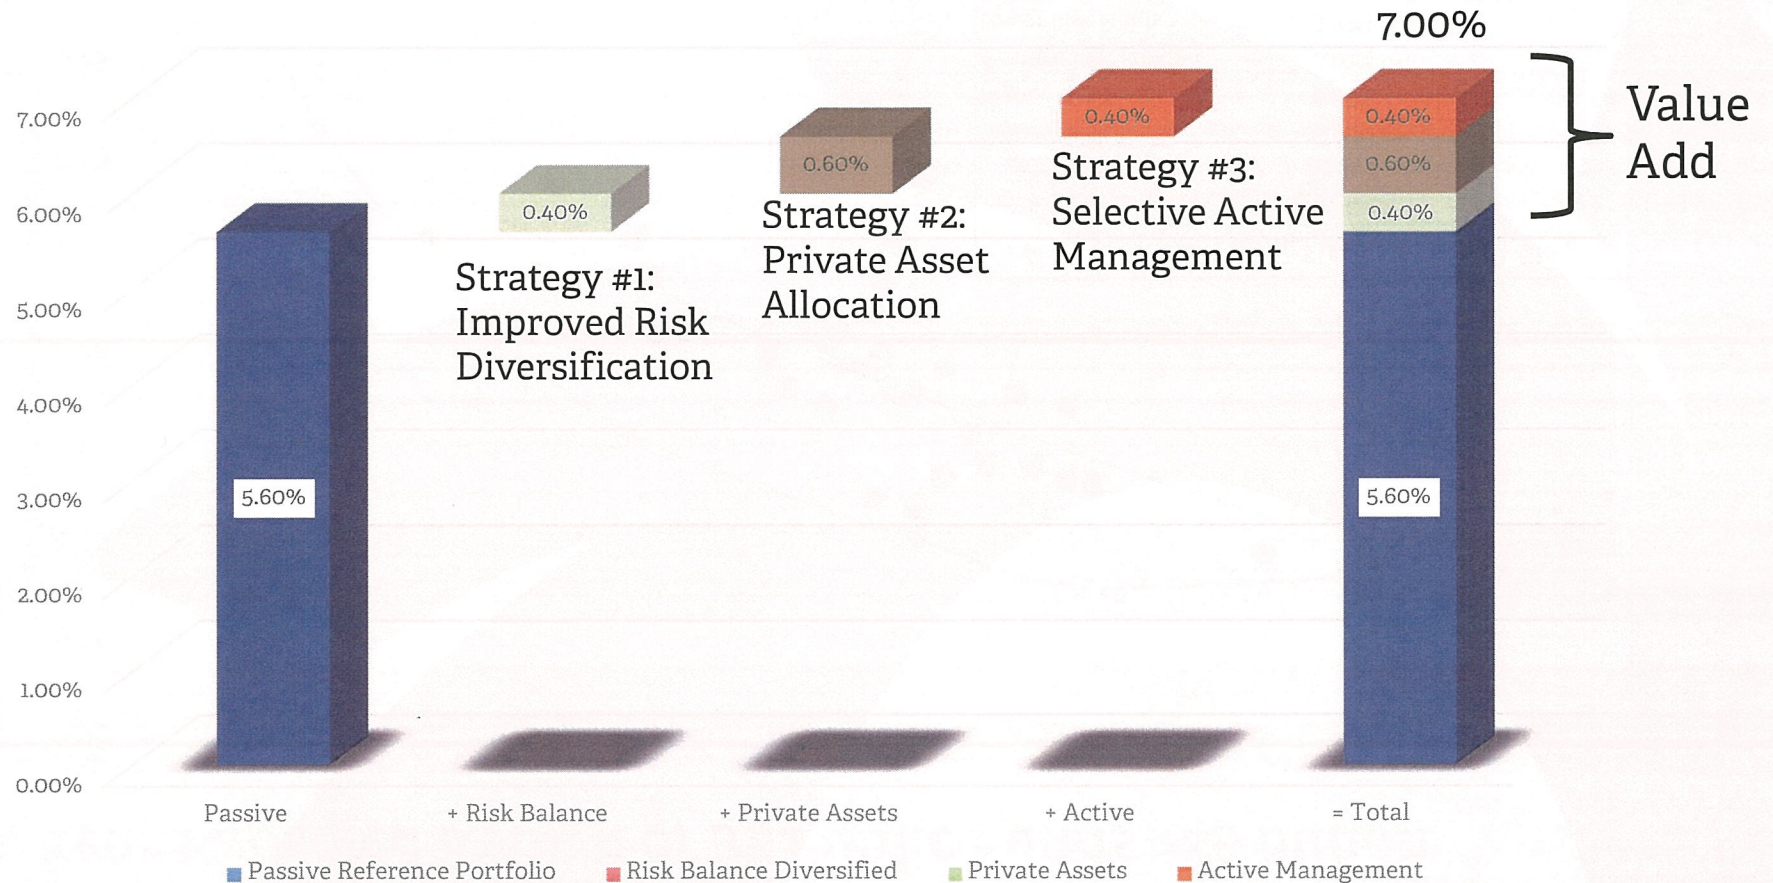 7.00%
Value
Add
7.00%
6.00%
5.00%
4.00%
3.00%
2.00%
1.00%
0.00%
5.60%
0.40%
Strategy #1:
Improved Risk
Diversification
0.60%
Strategy #2:
Private Asset
Allocation
0.40%
Strategy #3:
Selective Active
Management
0.40%
0.60%
0.40%
5.60%
Passive
+ Risk Balance
+ Private Assets
+ Active
= Total
Passive Reference Portfolio
Risk Balance Diversified
Private Assets
Active Management